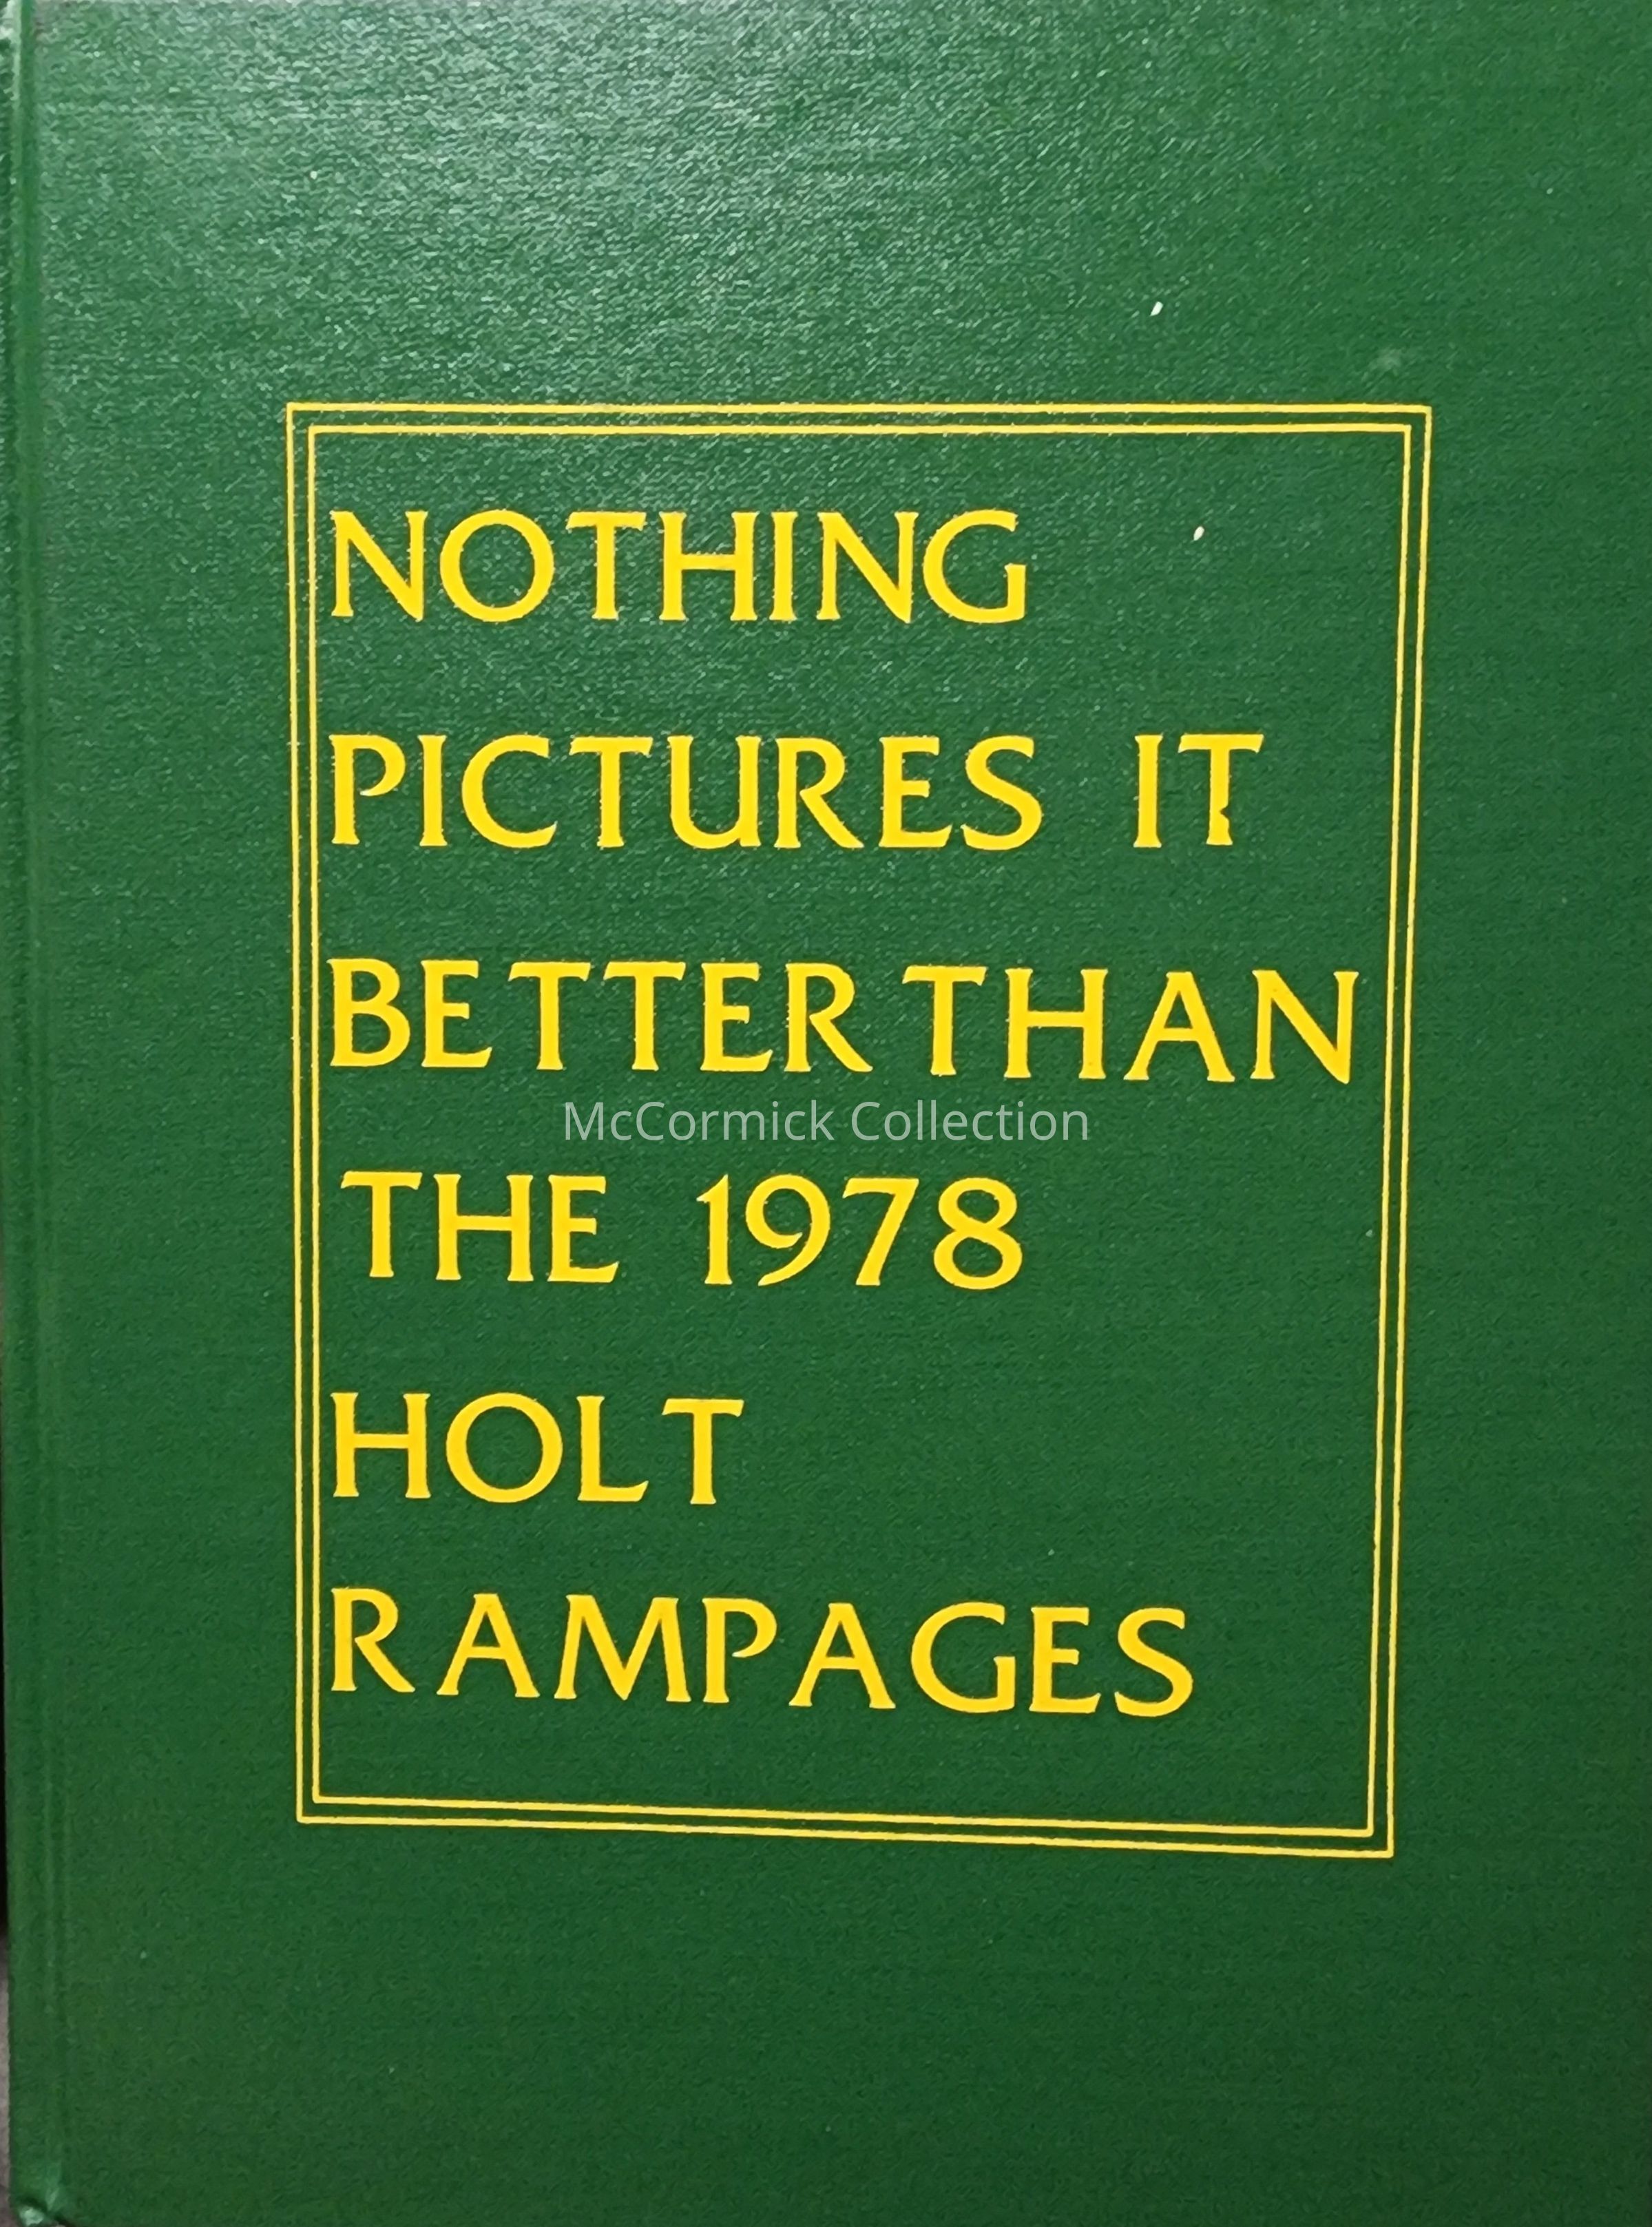 NOTHING
PICTURES IT
BETTER THAN
McCormick Collection
THE 1978
HOLT
RAMPAGES